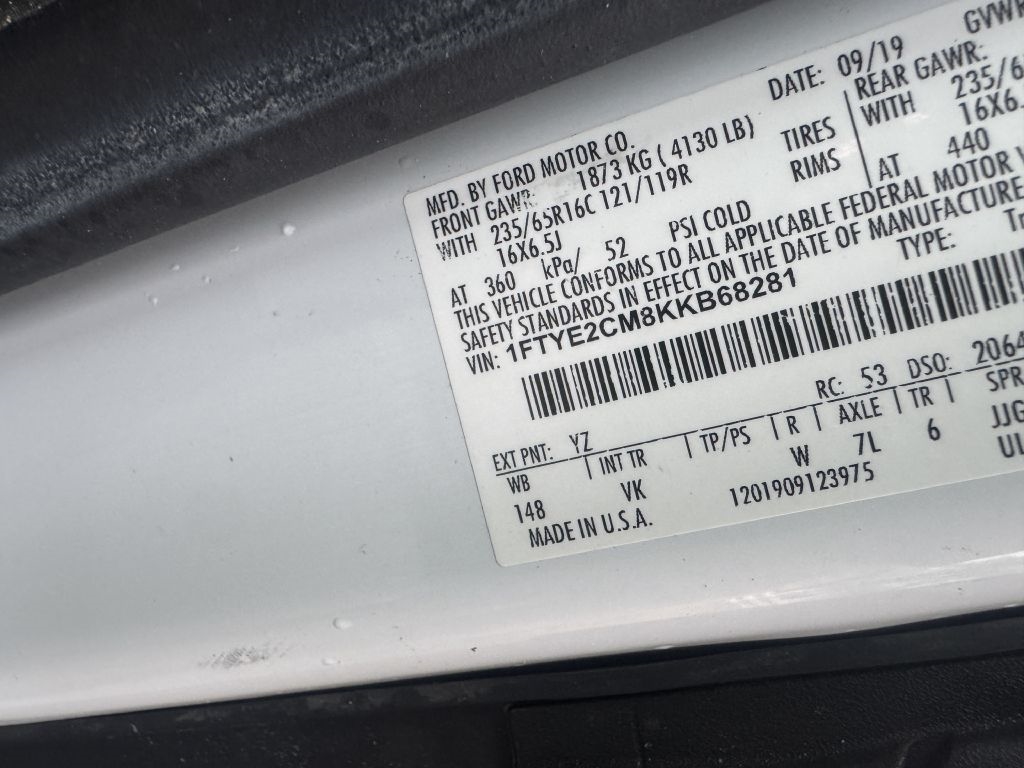 MFD. BY FORD MOTOR CO. DATE: 09/19 GVWR
FRONT GAWR: 1873 KG ( 4130 LB) REAR GAWR:
WITH 235/65R16C 121/119R TIRES WITH 235/6
16X6.5J RIMS 16X6.
AT 360 kPa/ 52 PSI COLD AT 440
THIS VEHICLE CONFORMS TO ALL APPLICABLE FEDERAL MOTOR
SAFETY STANDARDS IN EFFECT ON THE DATE OF MANUFACTURE
VIN: 1FTYE2CM8KKB68281 TYPE: Tr
EXT PNT: YZ RC: 53 DSO: 2064
WB INT TR TP/PS R AXLE TR SPR
148 VK W 7L 6 JJG
MADE IN U.S.A. 1201909123975 UL